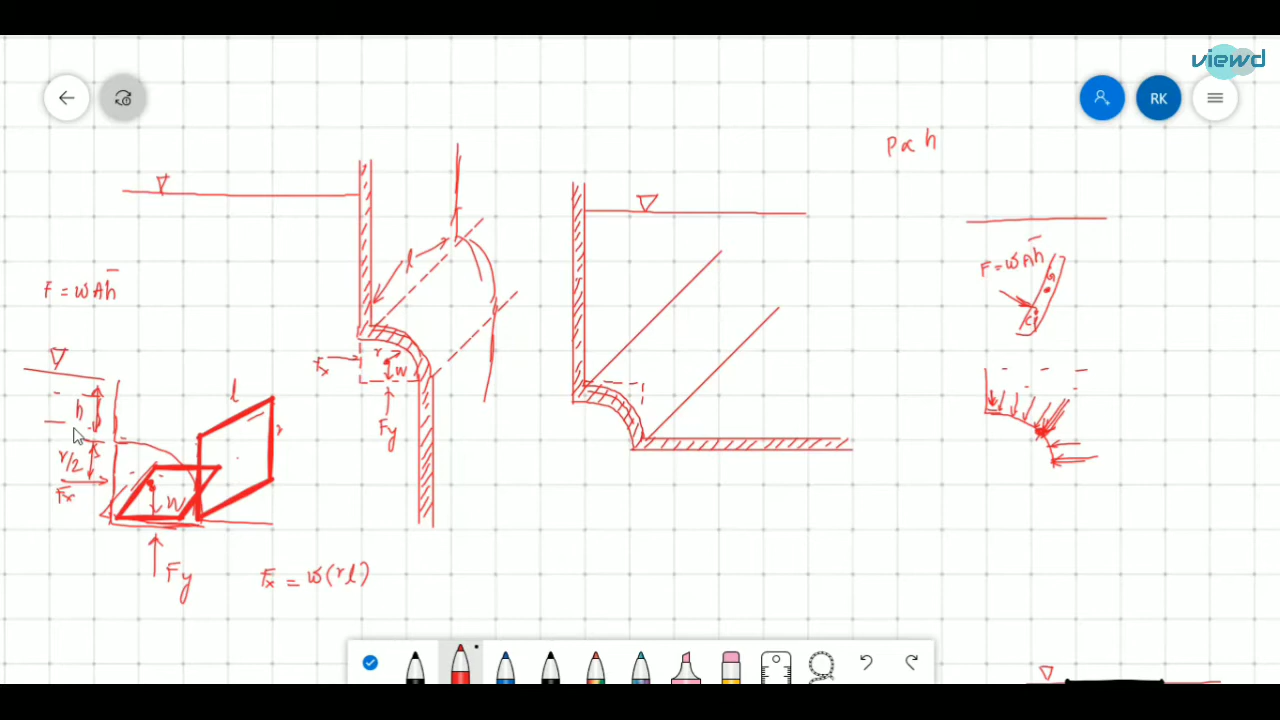 viewd
RK
P ∝ h
F = wAh̄
l
F = wAh̄
G
r
Fx
w
h
l
r
r/2
Fx
W
Fy
Fy
Fx = w(rl)